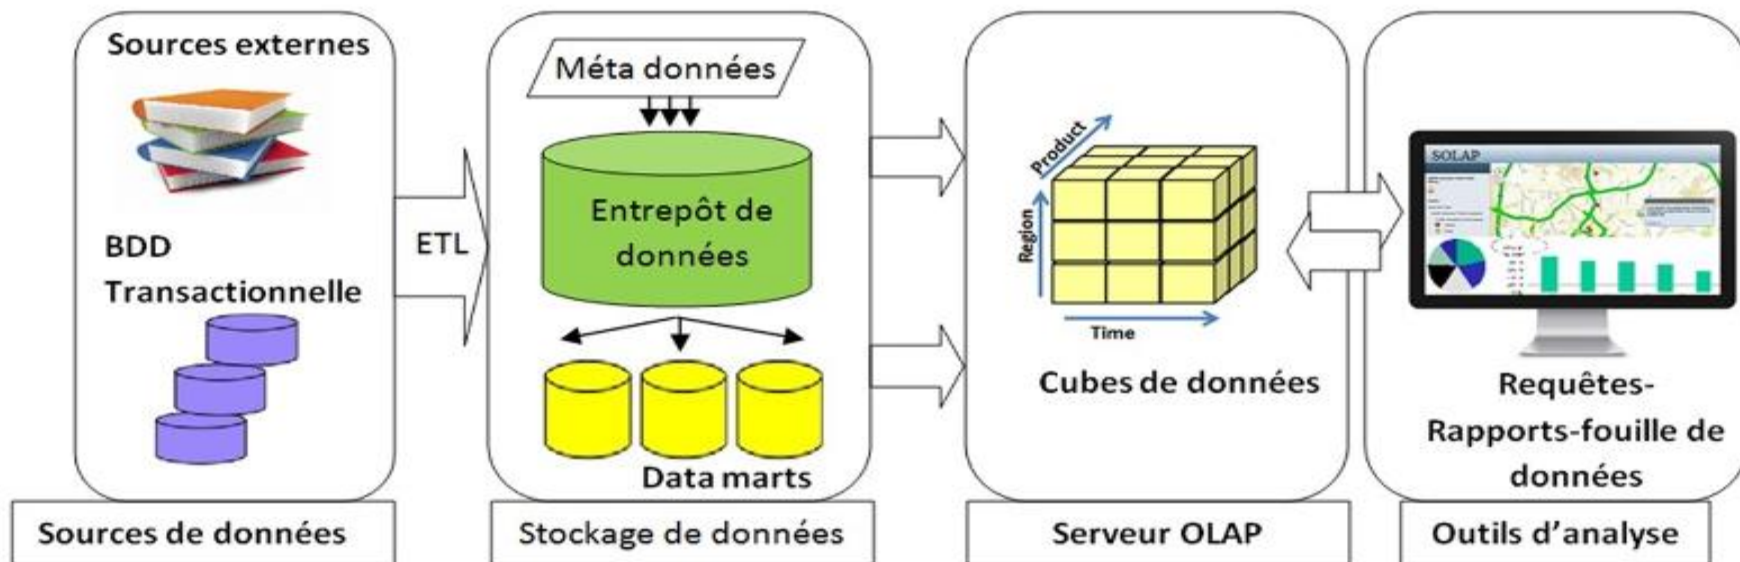 Sources externes
BDD
Transactionnelle
Sources de données
ETL
Méta données
Entrepôt de
données
Data marts
Stockage de données
Product
Region
Time
Cubes de données
Serveur OLAP
SOLAP
Requêtes-
Rapports-fouille de
données
Outils d’analyse